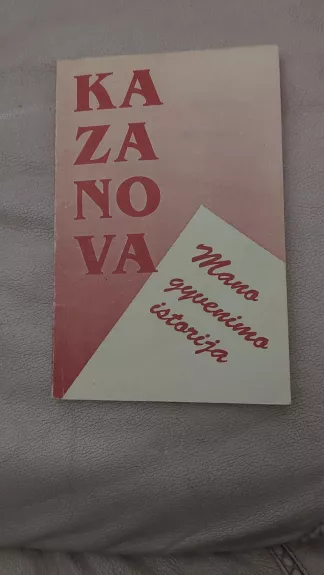 KA
ZA
NO
VA
Mano
gyvenimo
istorija